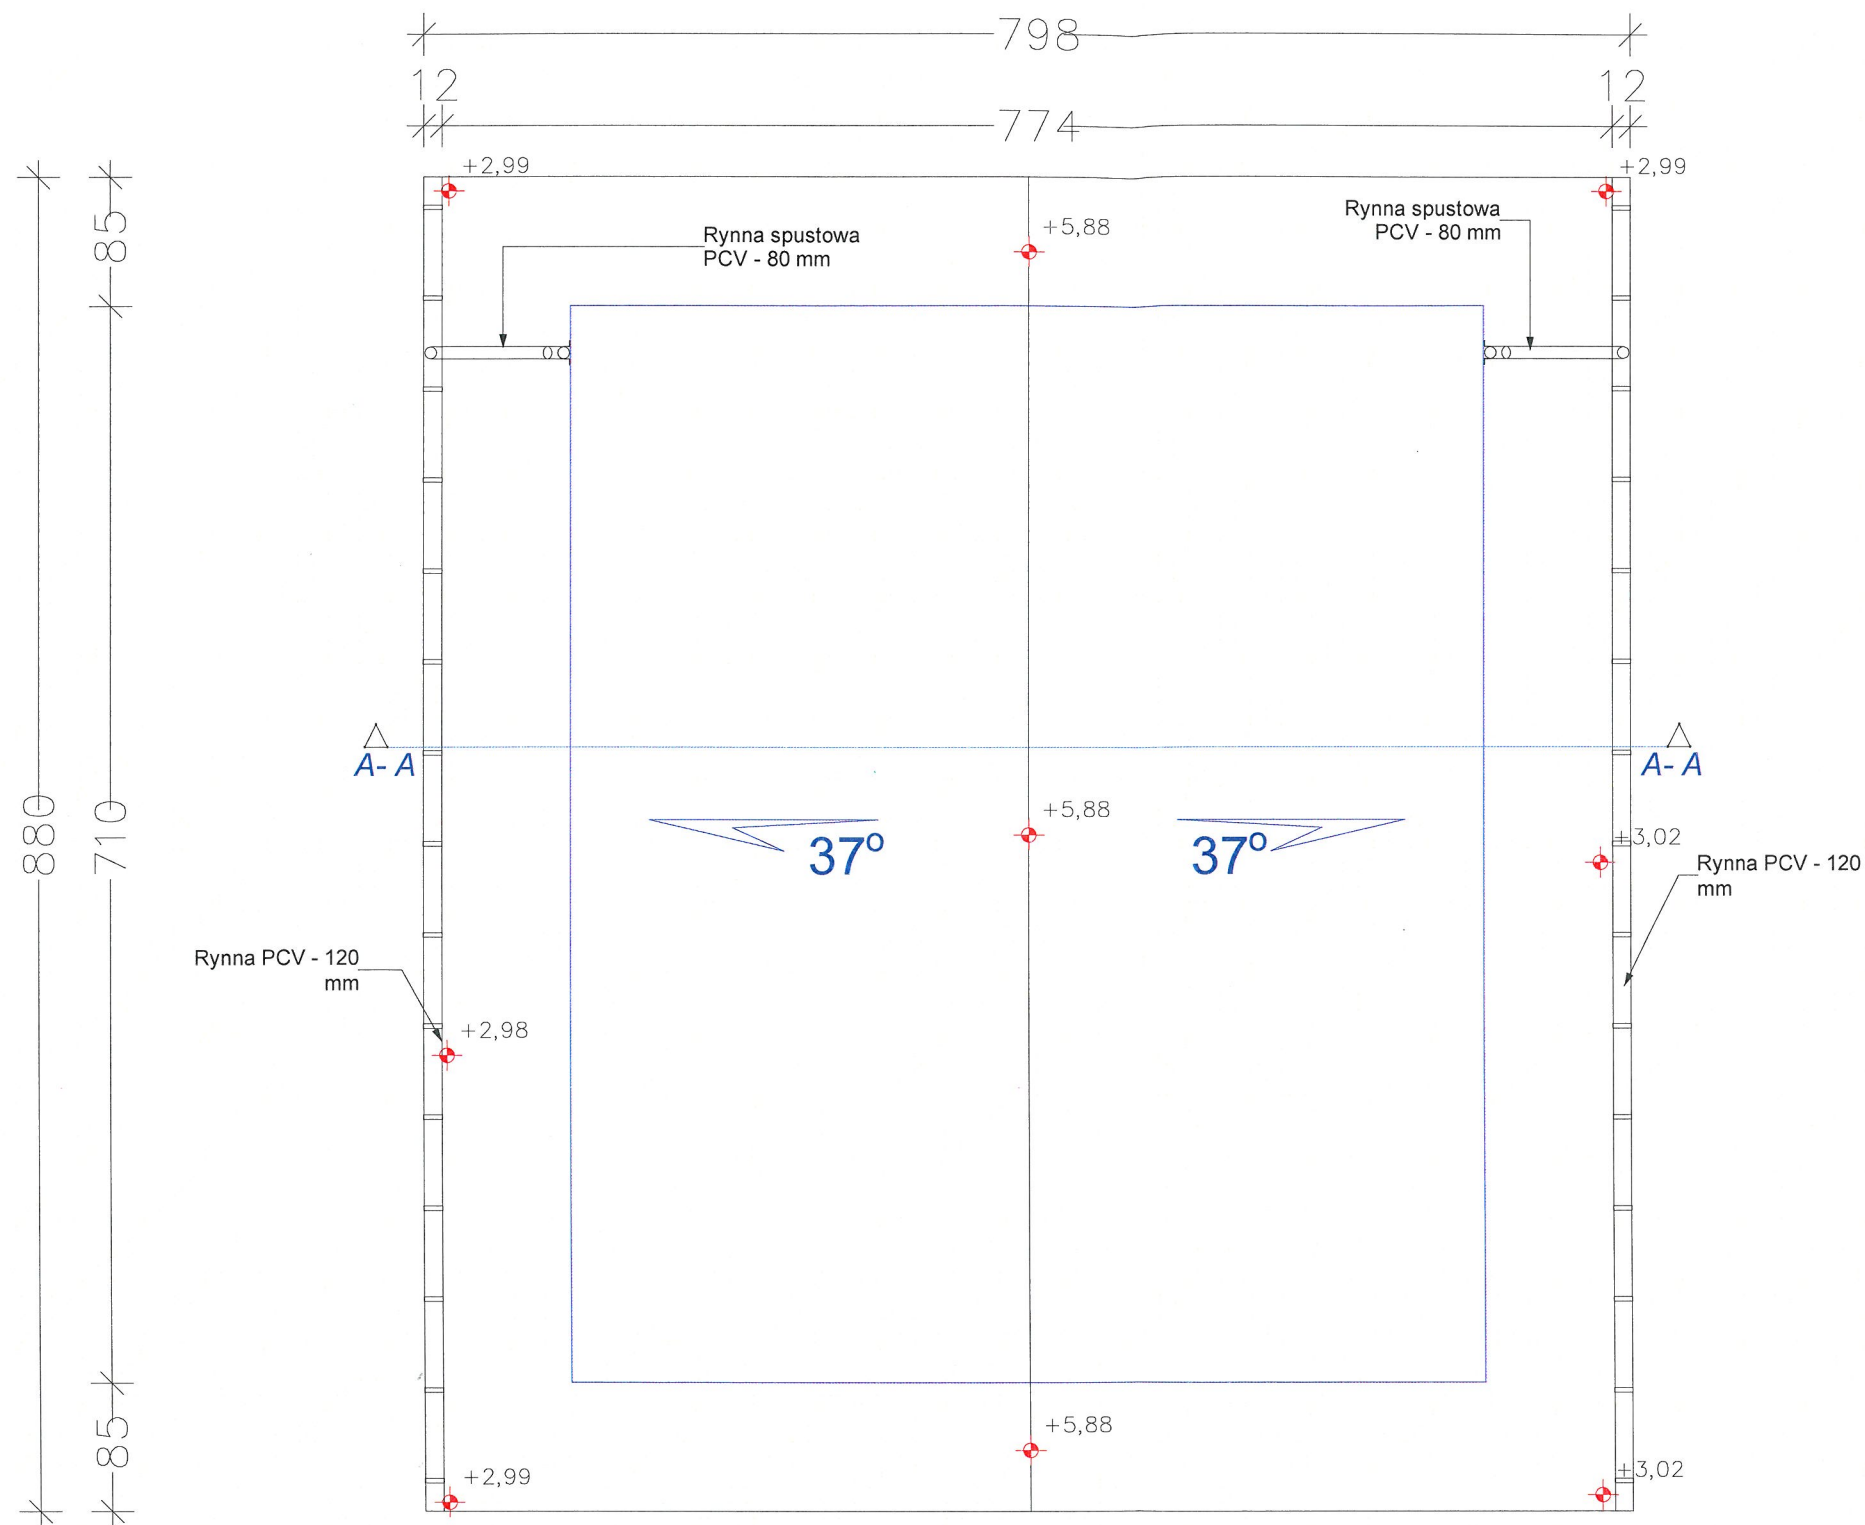 798
12
12
774
+2,99
+2,99
85
Rynna spustowa
PCV - 80 mm
+5,88
Rynna spustowa
PCV - 80 mm
A- A
A- A
880
710
+5,88
37º
37º
+3,02
Rynna PCV - 120
mm
Rynna PCV - 120
mm
+2,98
85
+5,88
+2,99
+3,02